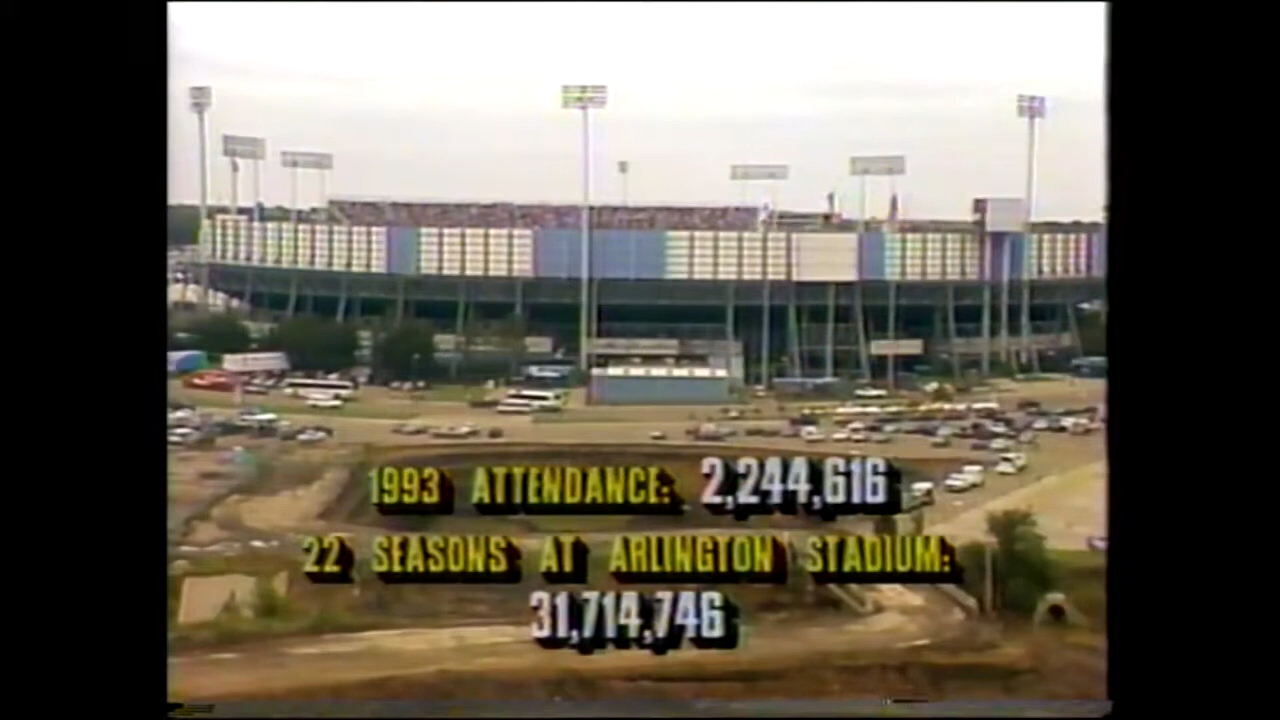 1993 ATTENDANCE: 2,244,616
22 SEASONS AT ARLINGTON STADIUM:
31,714,746